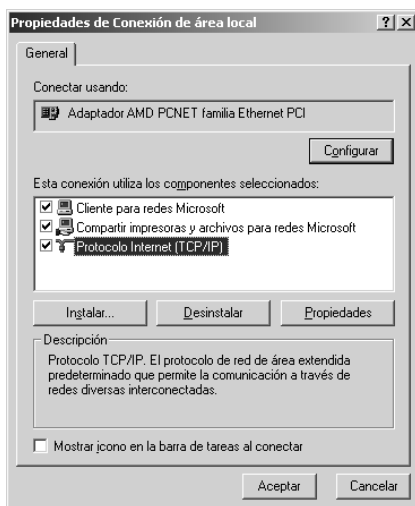 Propiedades de Conexión de área local
General
Conectar usando:
Adaptador AMD PCNET familia Ethernet PCI
Configurar
Esta conexión utiliza los componentes seleccionados:
Cliente para redes Microsoft
Compartir impresoras y archivos para redes Microsoft
Protocolo Internet (TCP/IP)
Instalar... Desinstalar Propiedades
Descripción
Protocolo TCP/IP. El protocolo de red de área extendida
predeterminado que permite la comunicación a través de
redes diversas interconectadas.
Mostrar icono en la barra de tareas al conectar
Aceptar Cancelar